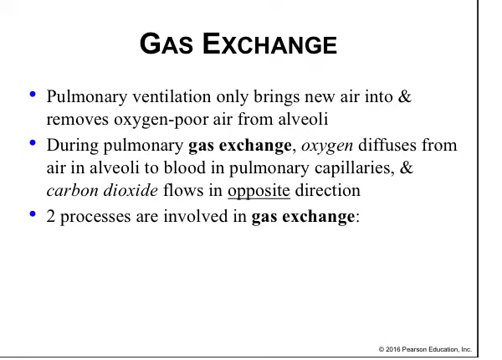 GAS EXCHANGE
• Pulmonary ventilation only brings new air into &
removes oxygen-poor air from alveoli
• During pulmonary gas exchange, oxygen diffuses from
air in alveoli to blood in pulmonary capillaries, &
carbon dioxide flows in opposite direction
• 2 processes are involved in gas exchange:
© 2016 Pearson Education, Inc.